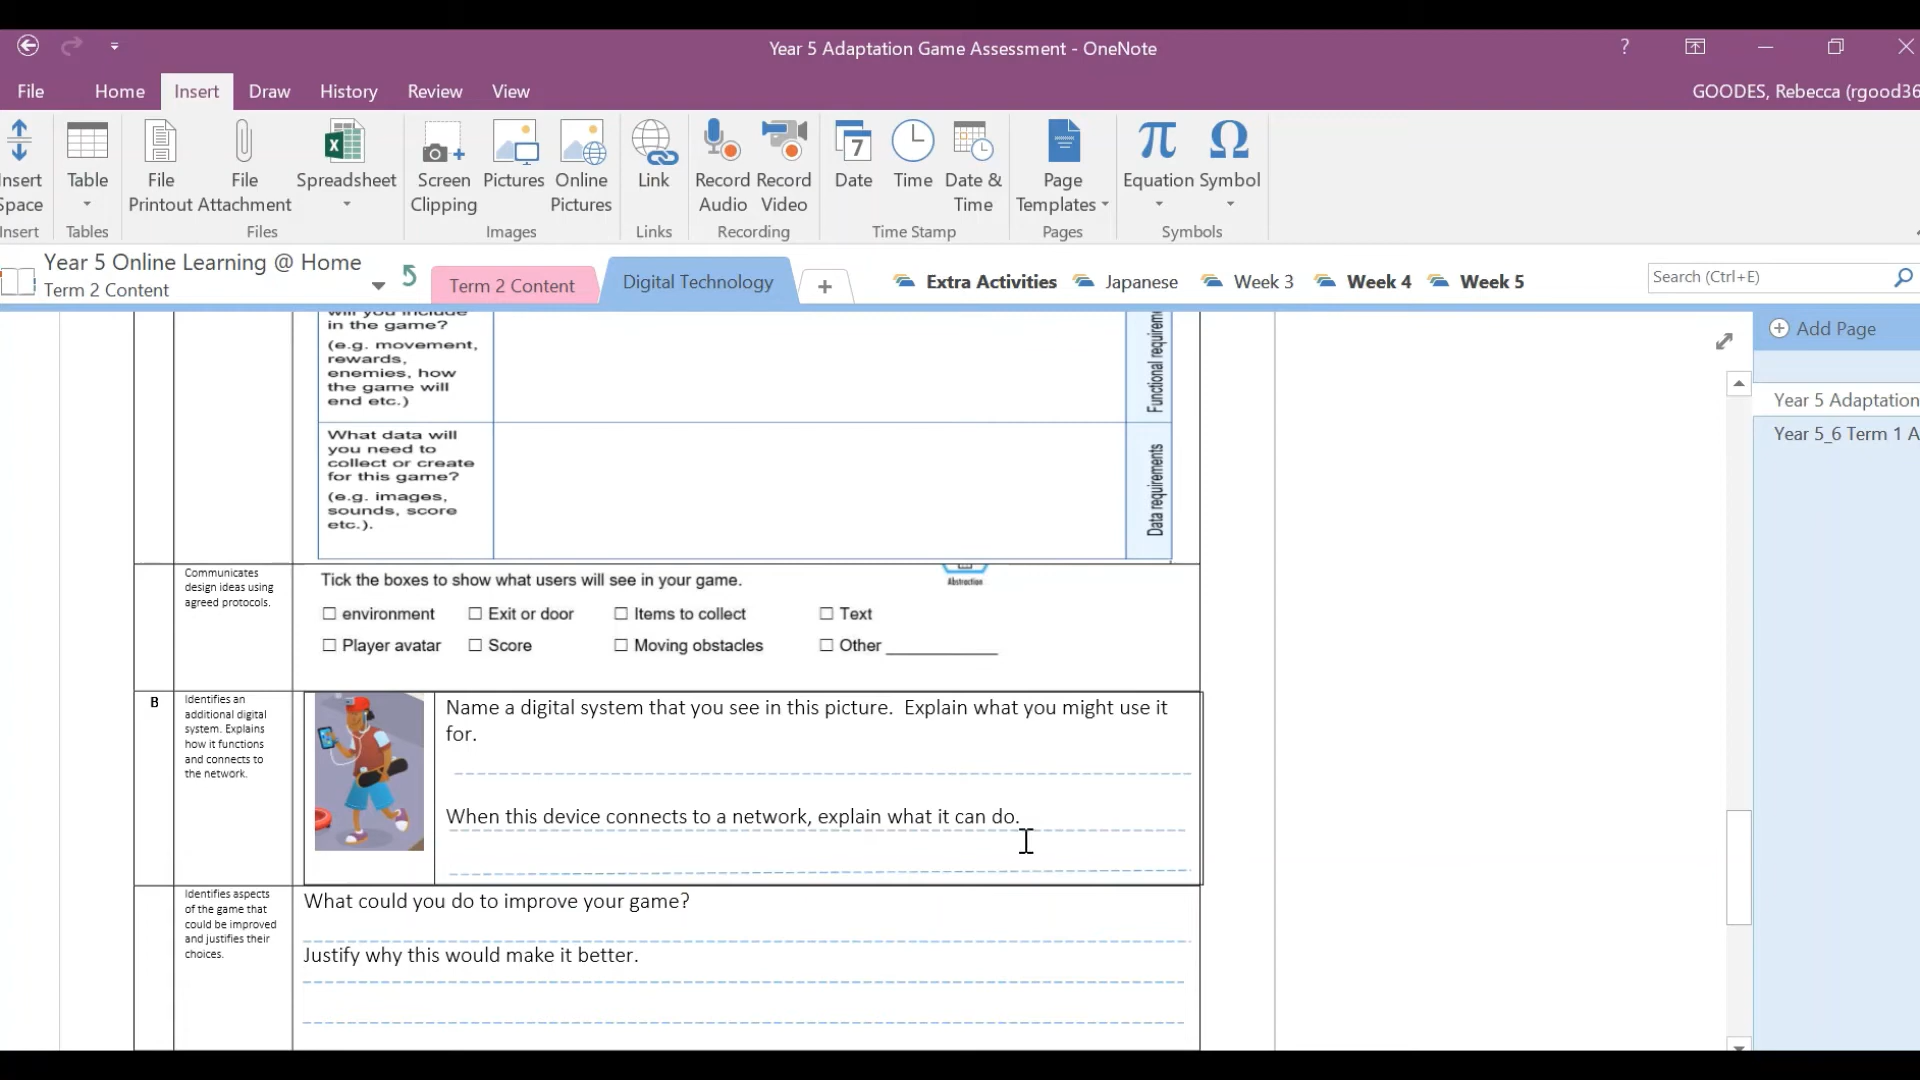 Year 5 Adaptation Game Assessment - OneNote
?
File Home Insert Draw History Review View
GOODES, Rebecca (rgood36
Insert Space
Table
File Printout
File Attachment
Spreadsheet
Screen Clipping
Pictures
Online Pictures
Link
Record Audio
Record Video
7
Date
Time
Date & Time
Page Templates
π
Equation
Ω
Symbol
Insert Tables Files Images Links Recording Time Stamp Pages Symbols
Year 5 Online Learning @ Home
Term 2 Content
Term 2 Content
Digital Technology
+
Extra Activities
Japanese
Week 3
Week 4
Week 5
Search (Ctrl+E)
Add Page
Year 5 Adaptation
Year 5_6 Term 1 A
will you include
in the game?
(e.g. movement,
rewards,
enemies, how
the game will
end etc.)
Functional requirem
What data will
you need to
collect or create
for this game?
(e.g. images,
sounds, score
etc.).
Data requirements
Communicates
design ideas using
agreed protocols.
Tick the boxes to show what users will see in your game.
Abstraction
☐ environment ☐ Exit or door ☐ Items to collect ☐ Text
☐ Player avatar ☐ Score ☐ Moving obstacles ☐ Other ____________
B
Identifies an
additional digital
system. Explains
how it functions
and connects to
the network.
Name a digital system that you see in this picture.  Explain what you might use it
for.
When this device connects to a network, explain what it can do.
Identifies aspects
of the game that
could be improved
and justifies their
choices.
What could you do to improve your game?
Justify why this would make it better.